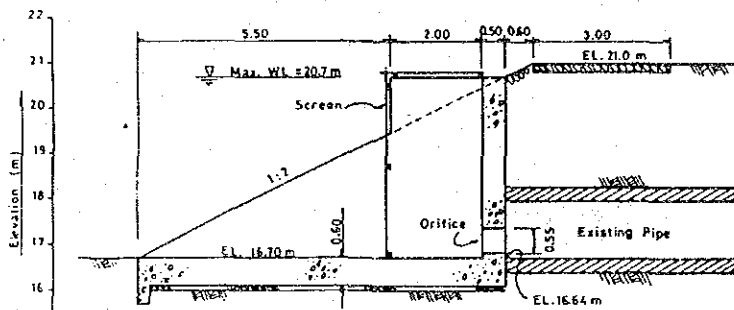 22
5.50
2.00
0.50
0.60
3.00
21
Max. WL = 20.7 m
EL. 21.0 m
20
Screen
19
Elevation (m)
1:2
18
0.60
Orifice
0.55
Existing Pipe
17
EL. 16.70 m
16
EL. 16.64 m